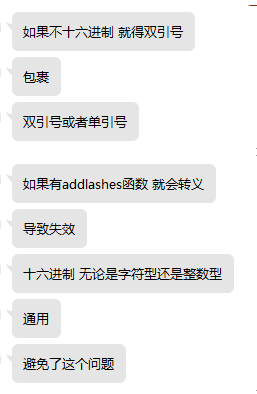 如果不十六进制 就得双引号
包裹
双引号或者单引号
如果有addlashes函数 就会转义
导致失效
十六进制 无论是字符型还是整数型
通用
避免了这个问题